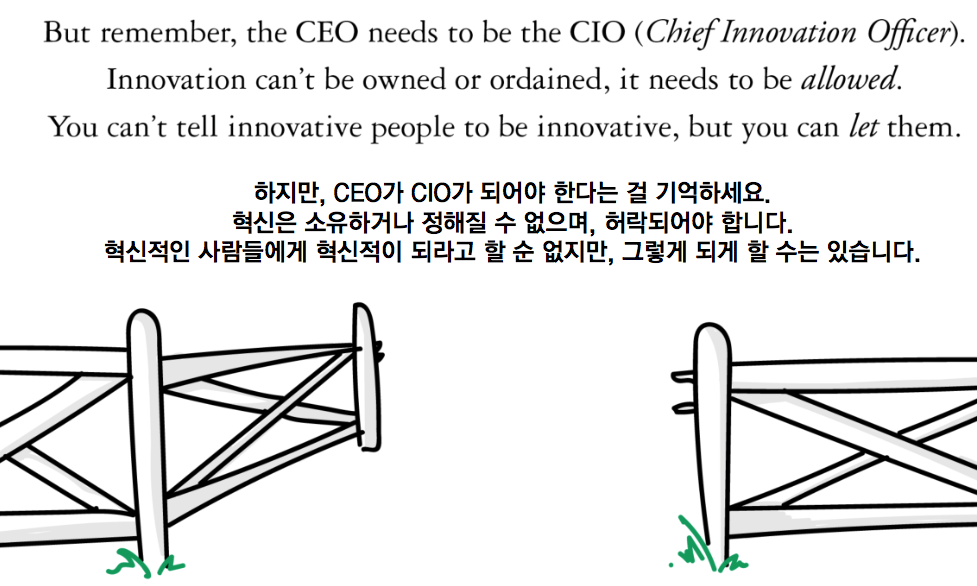 But remember, the CEO needs to be the CIO (Chief Innovation Officer).
Innovation can't be owned or ordained, it needs to be allowed.
You can't tell innovative people to be innovative, but you can let them.
하지만, CEO가 CIO가 되어야 한다는 걸 기억하세요.
혁신은 소유하거나 정해질 수 없으며, 허락되어야 합니다.
혁신적인 사람들에게 혁신적이 되라고 할 순 없지만, 그렇게 되게 할 수는 있습니다.